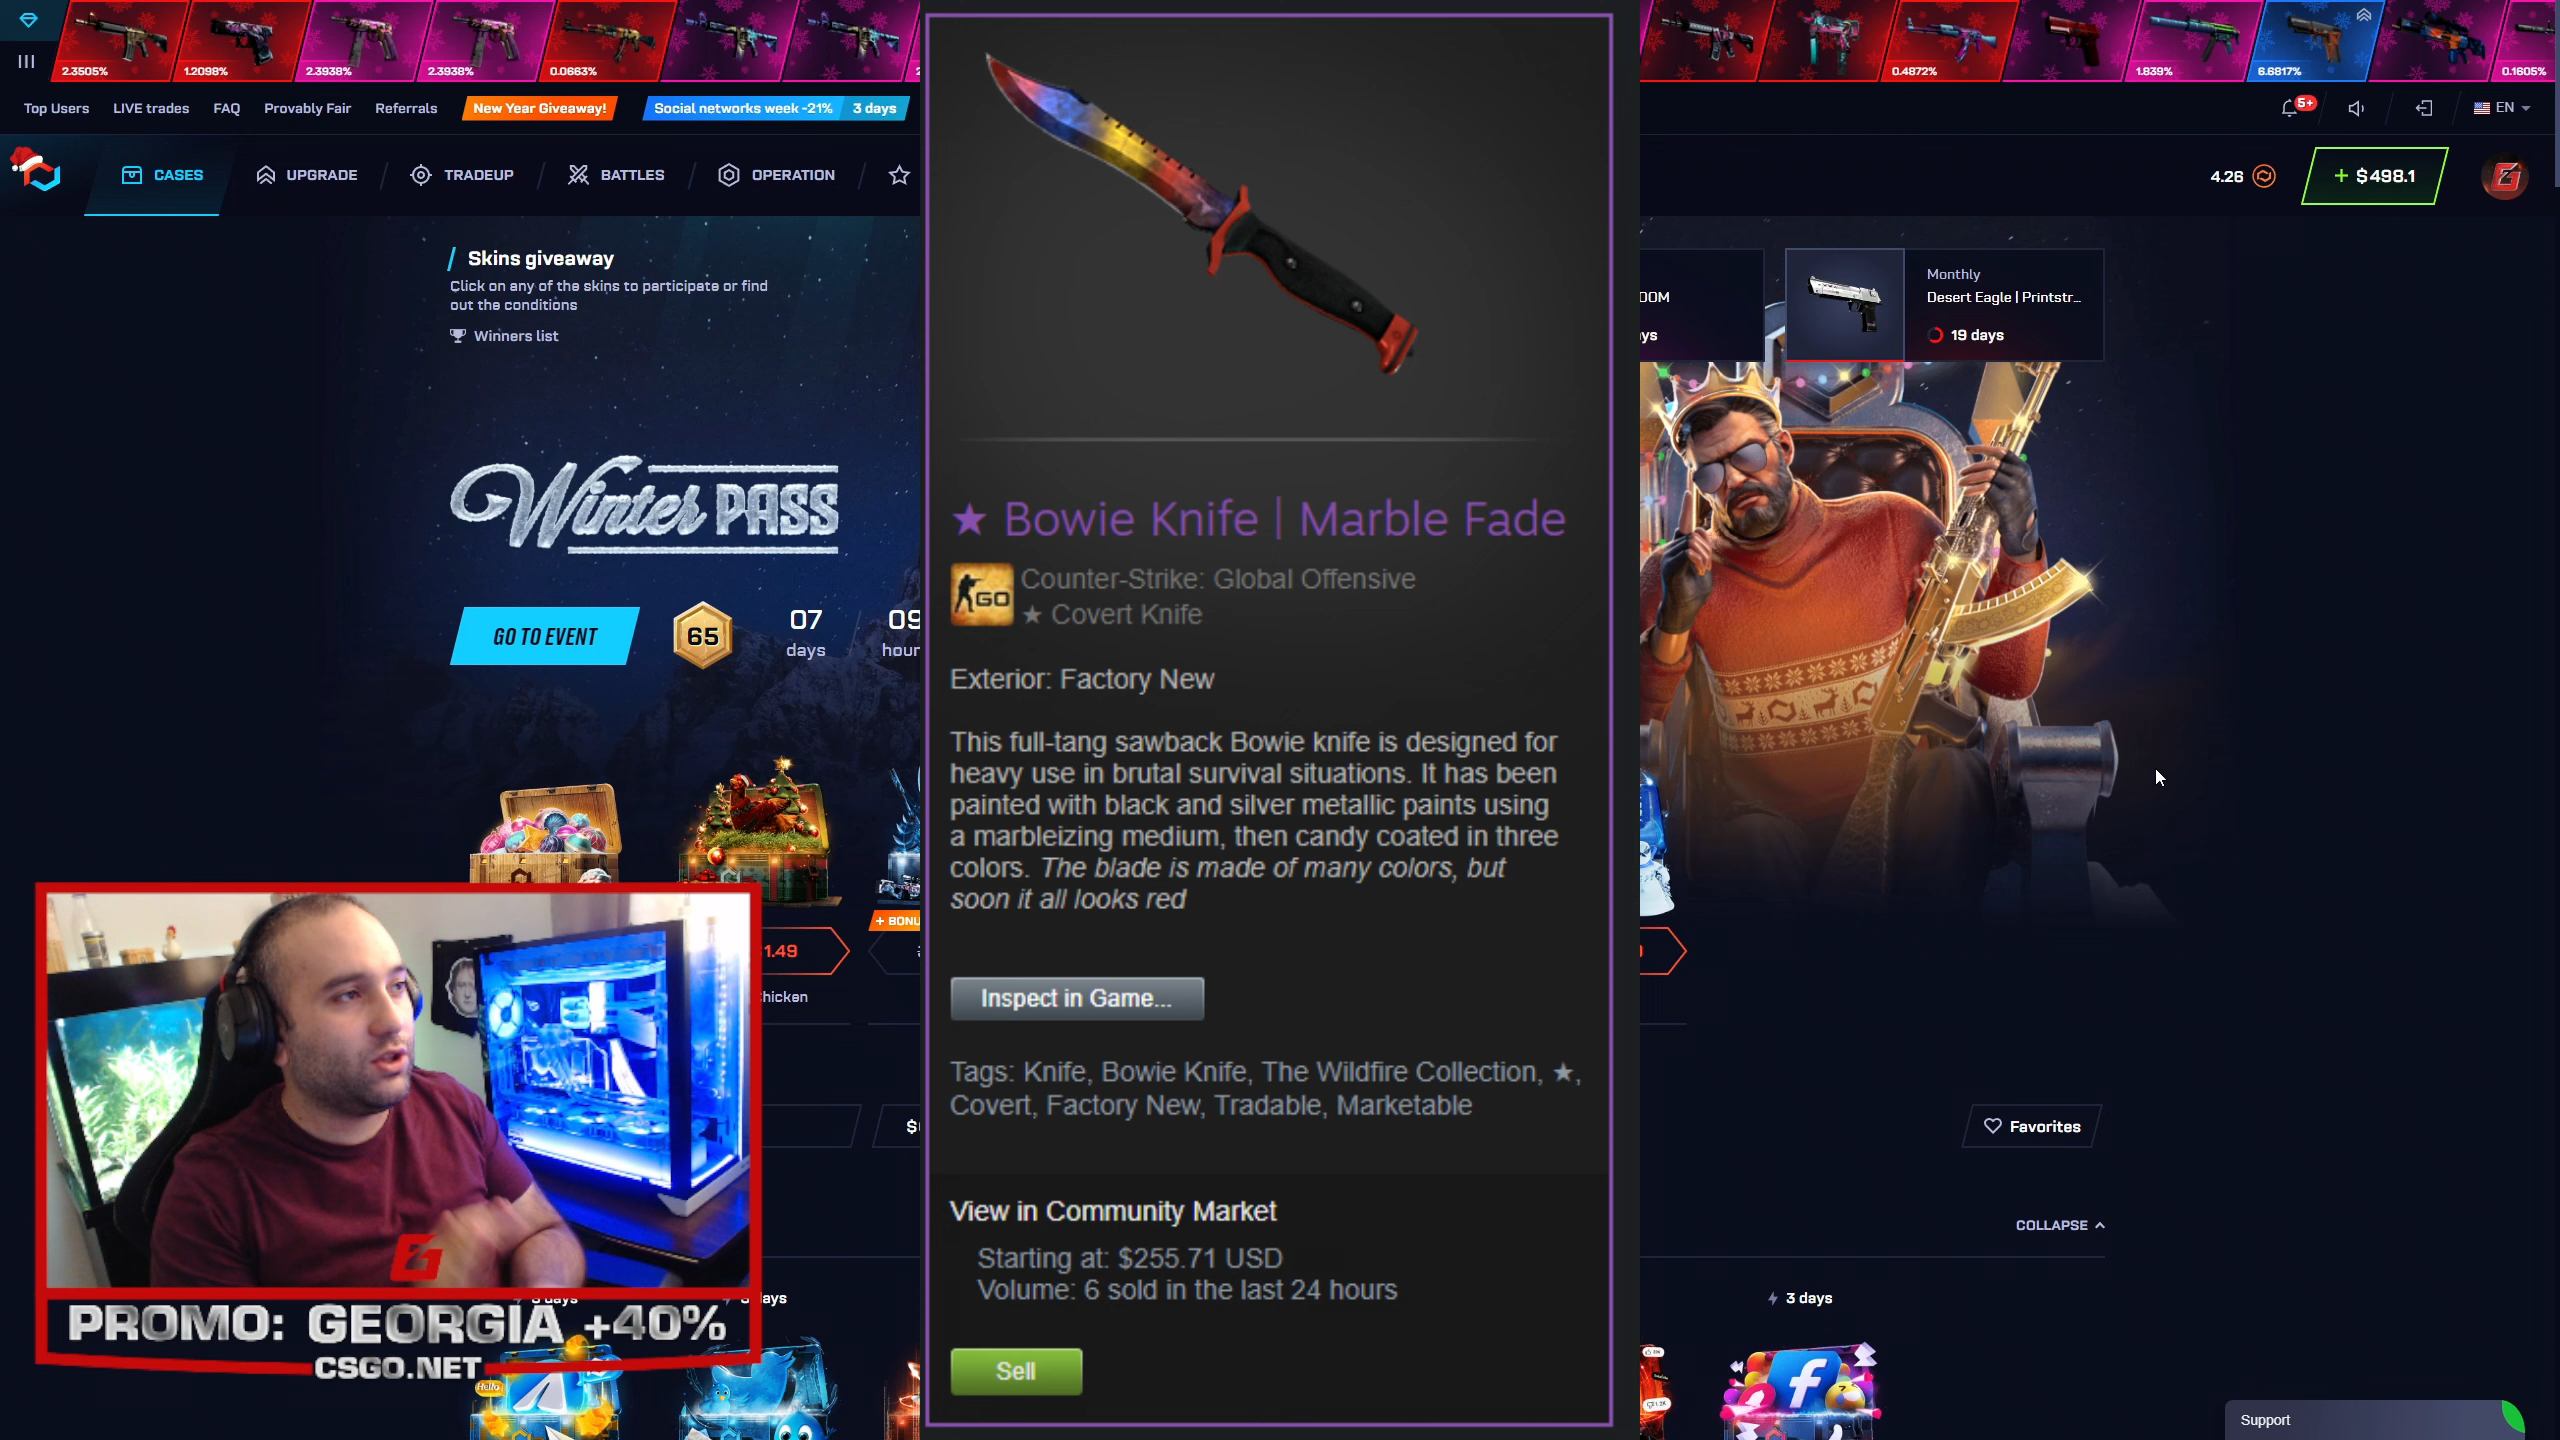 2.3505%
1.2098%
2.3938%
2.3938%
0.0663%
0.4872%
1.839%
6.6817%
0.1605%
Top Users
LIVE trades
FAQ
Provably Fair
Referrals
New Year Giveaway!
Social networks week -21%
3 days
5+
EN
CASES
UPGRADE
TRADEUP
BATTLES
OPERATION
4.26
+ $498.1
Skins giveaway
Click on any of the skins to participate or find
out the conditions
Winners list
Monthly
Desert Eagle | Printstr...
19 days
Winter PASS
GO TO EVENT
65
07
days
09
hour
★ Bowie Knife | Marble Fade
GO
Counter-Strike: Global Offensive
★ Covert Knife
Exterior: Factory New
This full-tang sawback Bowie knife is designed for
heavy use in brutal survival situations. It has been
painted with black and silver metallic paints using
a marbleizing medium, then candy coated in three
colors. The blade is made of many colors, but
soon it all looks red
Inspect in Game...
Tags: Knife, Bowie Knife, The Wildfire Collection, ★,
Covert, Factory New, Tradable, Marketable
View in Community Market
Starting at: $255.71 USD
Volume: 6 sold in the last 24 hours
Sell
+ BONU
1.49
hicken
Favorites
COLLAPSE
3 days
PROMO: GEORGIA +40%
CSGO.NET
Hello
Support